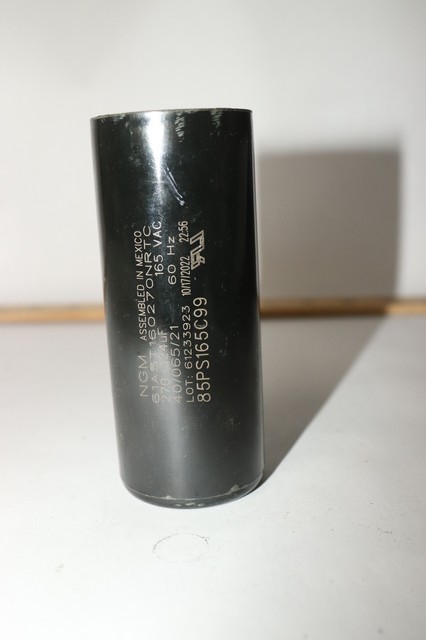 NGM ASSEMBLED IN MEXICO
165 VAC
60 Hz
40/065/21
LOT: 61233923 10/17/2022 22:56
85PS165C99